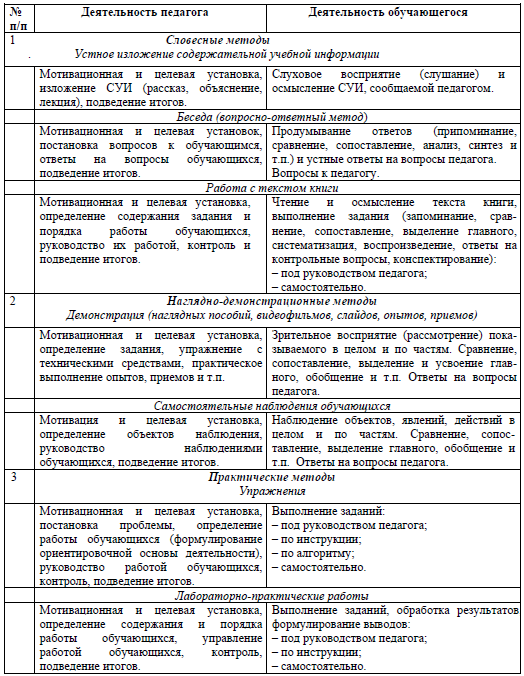 № п/п
Деятельность педагога
Деятельность обучающегося
1
Словесные методы
. Устное изложение содержательной учебной информации
Мотивационная и целевая установка,
изложение СУИ (рассказ, объяснение,
лекция), подведение итогов.
Слуховое восприятие (слушание) и
осмысление СУИ, сообщаемой педагогом.
Беседа (вопросно-ответный метод)
Мотивационная и целевая установок,
постановка вопросов к обучающимся,
ответы на вопросы обучающихся,
подведение итогов.
Продумывание ответов (припоминание,
сравнение, сопоставление, анализ, синтез и
т.п.) и устные ответы на вопросы педагога.
Вопросы к педагогу.
Работа с текстом книги
Мотивационная и целевая установка,
определение содержания задания и
порядка работы обучающихся,
руководство их работой, контроль и
подведение итогов.
Чтение и осмысление текста книги,
выполнение задания (запоминание, срав-
нение, сопоставление, выделение главного,
систематизация, воспроизведение, ответы на
контрольные вопросы, конспектирование):
– под руководством педагога;
– самостоятельно.
2
Наглядно-демонстрационные методы
Демонстрация (наглядных пособий, видеофильмов, слайдов, опытов, приемов)
Мотивационная и целевая установка,
определение задания, упражнение с
техническими средствами, практическое
выполнение опытов, приемов и т.п.
Зрительное восприятие (рассмотрение) пока-
зываемого в целом и по частям. Сравнение,
сопоставление, выделение и усвоение глав-
ного, обобщение и т.п. Ответы на вопросы
педагога.
Самостоятельные наблюдения обучающихся
Мотивация и целевая установка,
определение объектов наблюдения,
руководство наблюдениями
обучающихся, подведение итогов.
Наблюдение объектов, явлений, действий в
целом и по частям. Сравнение, сопос-
тавление, выделение главного, обобщение и
т.п. Ответы на вопросы педагога.
3
Практические методы
Упражнения
Мотивационная и целевая установка,
постановка проблемы, определение
работы обучающихся (формулирование
ориентировочной основы деятельности),
руководство работой обучающихся,
контроль, подведение итогов.
Выполнение заданий:
– под руководством педагога;
– по инструкции;
– по алгоритму;
– самостоятельно.
Лабораторно-практические работы
Мотивационная и целевая установка,
определение содержания и порядка
работы обучающихся, управление
работой обучающихся, контроль,
подведение итогов.
Выполнение заданий, обработка результатов
формулирование выводов:
– под руководством педагога;
– по инструкции;
– самостоятельно.